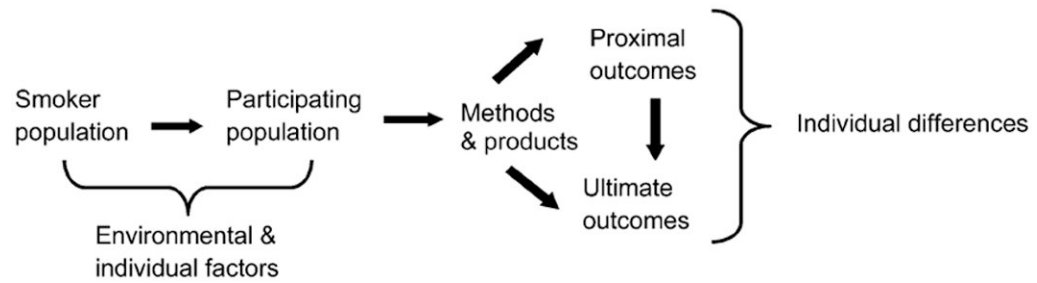 Smoker
population
Participating
population
Methods
& products
Proximal
outcomes
Ultimate
outcomes
Individual differences
Environmental &
individual factors